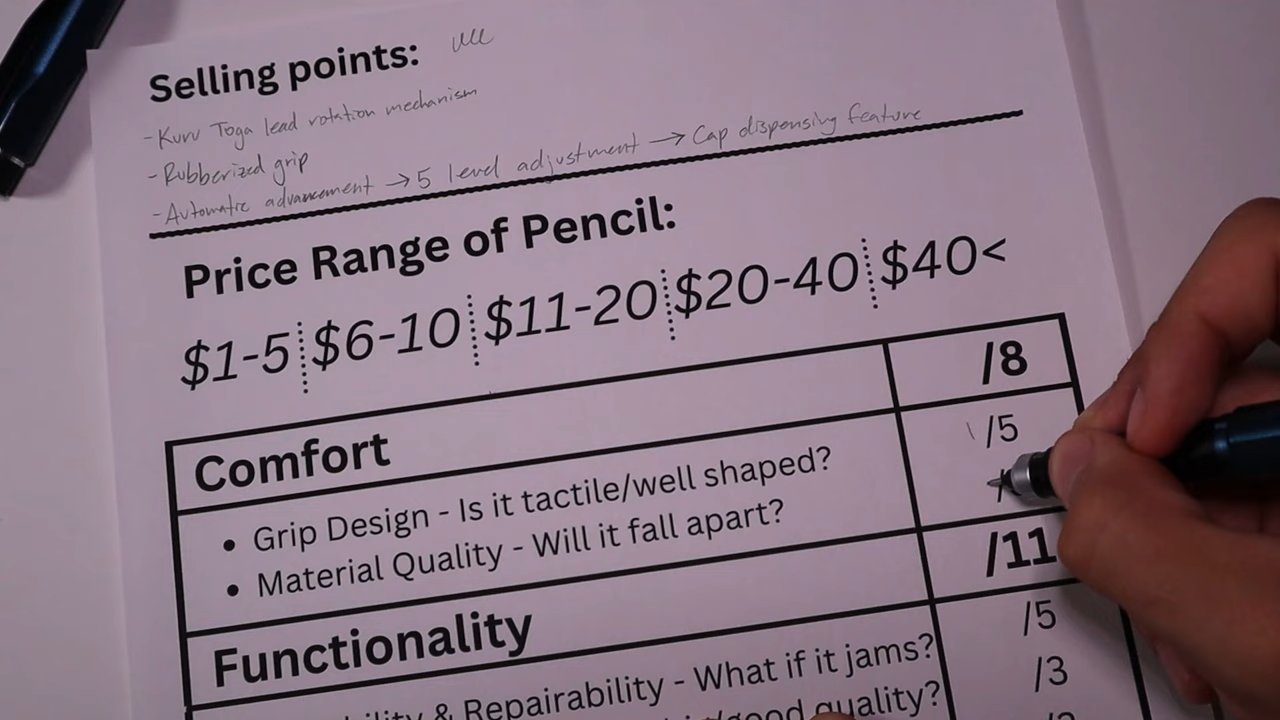 Selling points:
-Kuru Toga lead rotation mechanism
-Rubberized grip
-Automatic advancement → 5 level adjustment → Cap dispensing feature
Price Range of Pencil:
$1-5 $6-10 $11-20 $20-40 $40<
Comfort /8
• Grip Design - Is it tactile/well shaped? /5
• Material Quality - Will it fall apart?
Functionality /11
& Repairability - What if it jams? /5
good quality? /3